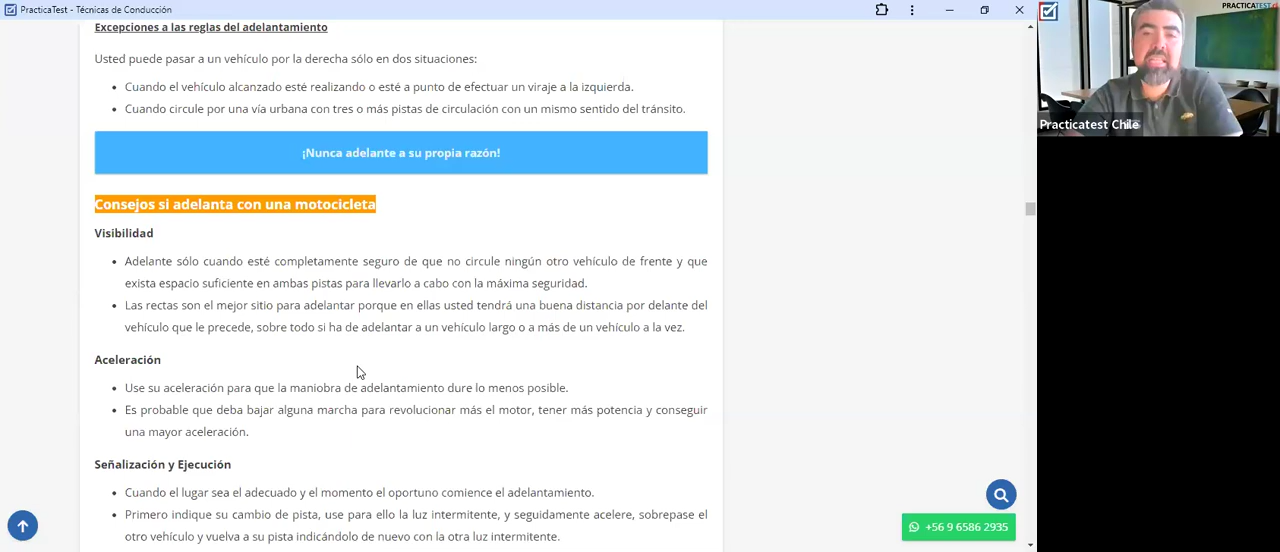 PracticaTest - Técnicas de Conducción
PRACTICATEST
Practicatest Chile
Excepciones a las reglas del adelantamiento
Usted puede pasar a un vehículo por la derecha sólo en dos situaciones:
• Cuando el vehículo alcanzado esté realizando o esté a punto de efectuar un viraje a la izquierda.
• Cuando circule por una vía urbana con tres o más pistas de circulación con un mismo sentido del tránsito.
¡Nunca adelante a su propia razón!
Consejos si adelanta con una motocicleta
Visibilidad
• Adelante sólo cuando esté completamente seguro de que no circule ningún otro vehículo de frente y que
exista espacio suficiente en ambas pistas para llevarlo a cabo con la máxima seguridad.
• Las rectas son el mejor sitio para adelantar porque en ellas usted tendrá una buena distancia por delante del
vehículo que le precede, sobre todo si ha de adelantar a un vehículo largo o a más de un vehículo a la vez.
Aceleración
• Use su aceleración para que la maniobra de adelantamiento dure lo menos posible.
• Es probable que deba bajar alguna marcha para revolucionar más el motor, tener más potencia y conseguir
una mayor aceleración.
Señalización y Ejecución
• Cuando el lugar sea el adecuado y el momento el oportuno comience el adelantamiento.
• Primero indique su cambio de pista, use para ello la luz intermitente, y seguidamente acelere, sobrepase el
otro vehículo y vuelva a su pista indicándolo de nuevo con la otra luz intermitente.
+56 9 6586 2935